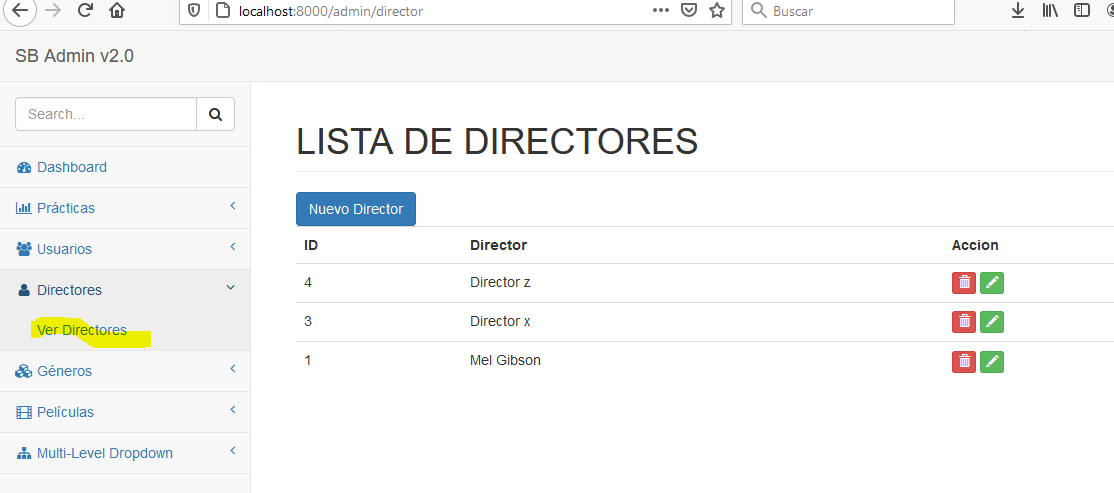 localhost:8000/admin/director
Buscar
SB Admin v2.0
Search...
Dashboard
Prácticas
Usuarios
Directores
Ver Directores
Géneros
Películas
Multi-Level Dropdown
LISTA DE DIRECTORES
Nuevo Director
ID Director Accion
4 Director z
3 Director x
1 Mel Gibson